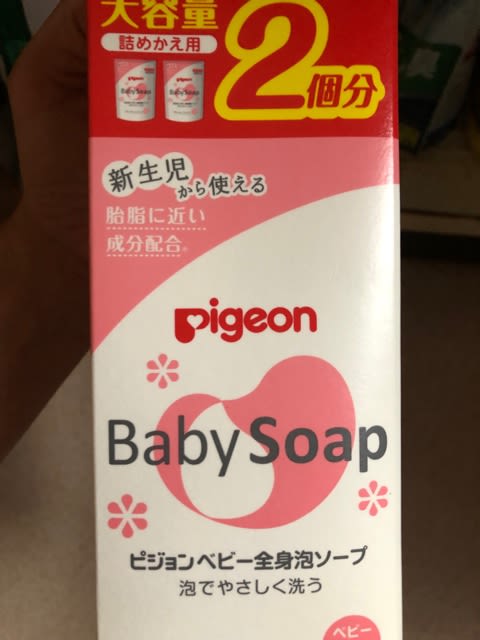 大容量
詰めかえ用
2個分
pigeon
Baby Soap
新生児
から使える
胎脂に近い
成分配合。
pigeon
Baby Soap
ピジョンベビー全身泡ソープ
泡でやさしく洗う
ベビー